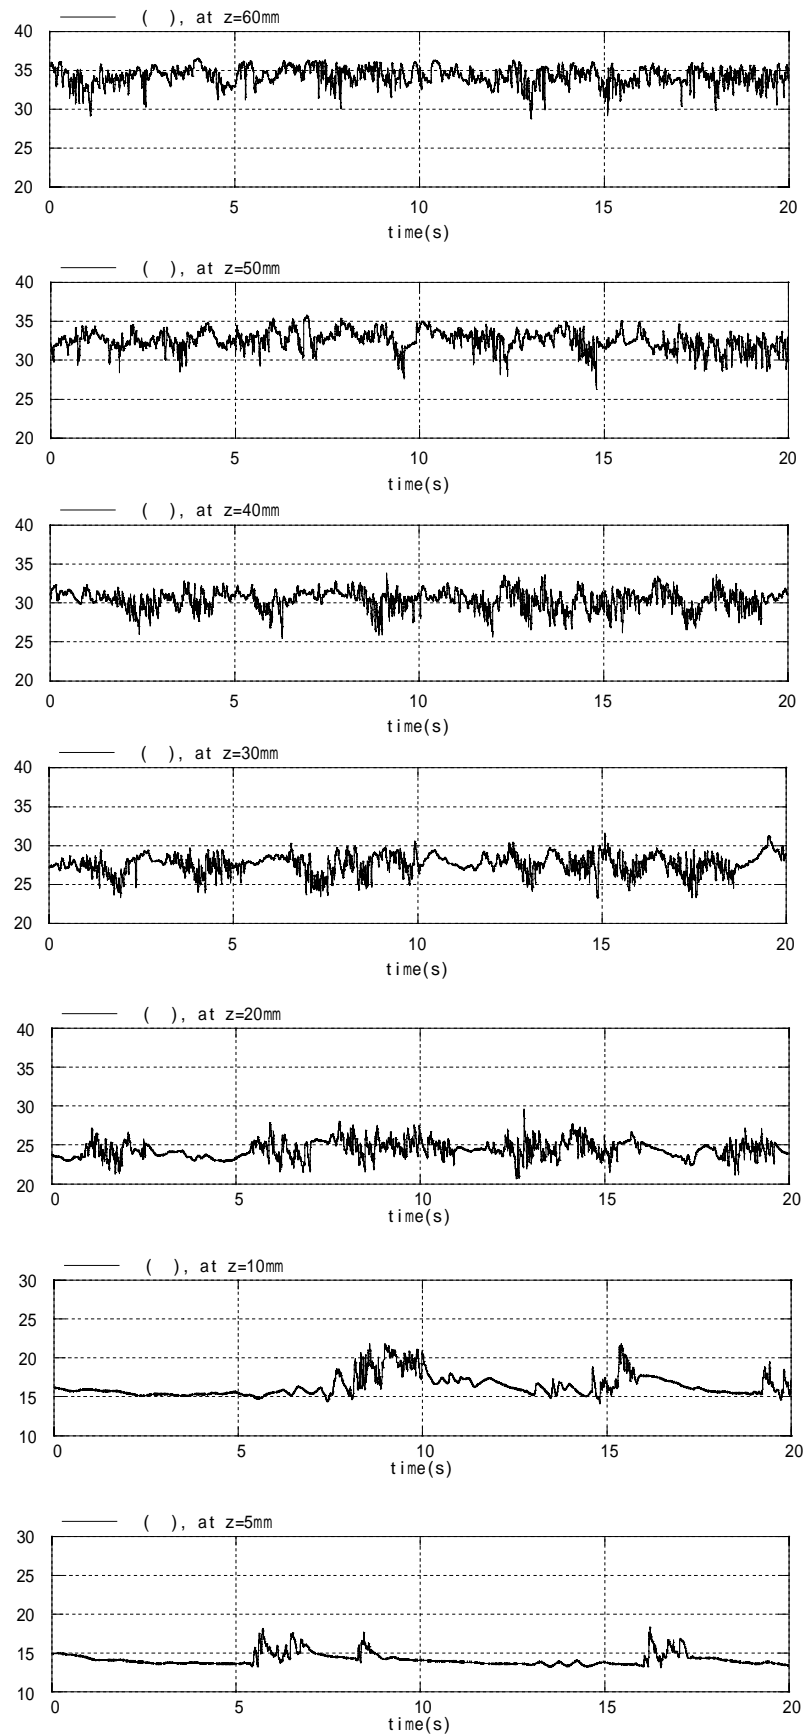 ( ), at z=60mm
40
35
30
25
20
0 5 10 15 20
time(s)
( ), at z=50mm
40
35
30
25
20
0 5 10 15 20
time(s)
( ), at z=40mm
40
35
30
25
20
0 5 10 15 20
time(s)
( ), at z=30mm
40
35
30
25
20
0 5 10 15 20
time(s)
( ), at z=20mm
40
35
30
25
20
0 5 10 15 20
time(s)
( ), at z=10mm
30
25
20
15
10
0 5 10 15 20
time(s)
( ), at z=5mm
30
25
20
15
10
0 5 10 15 20
time(s)